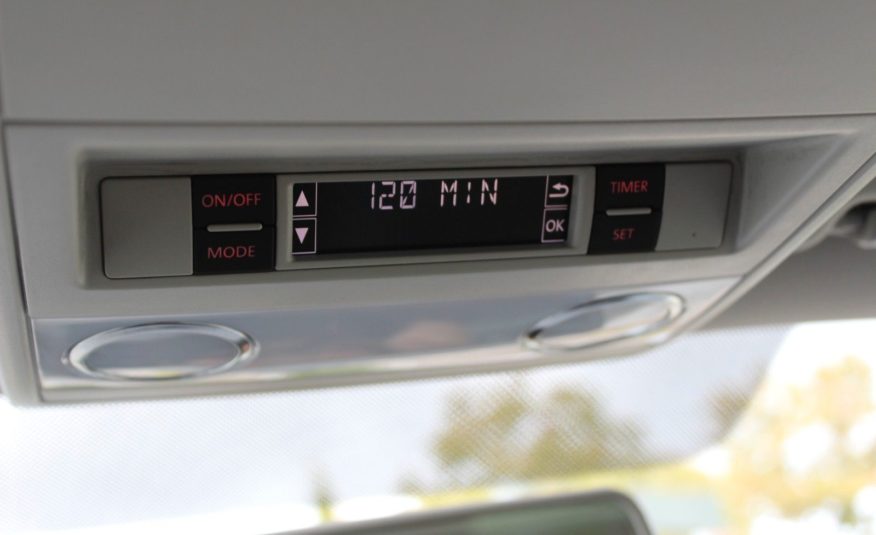 ON/OFF
MODE
120 MIN
OK
TIMER
SET